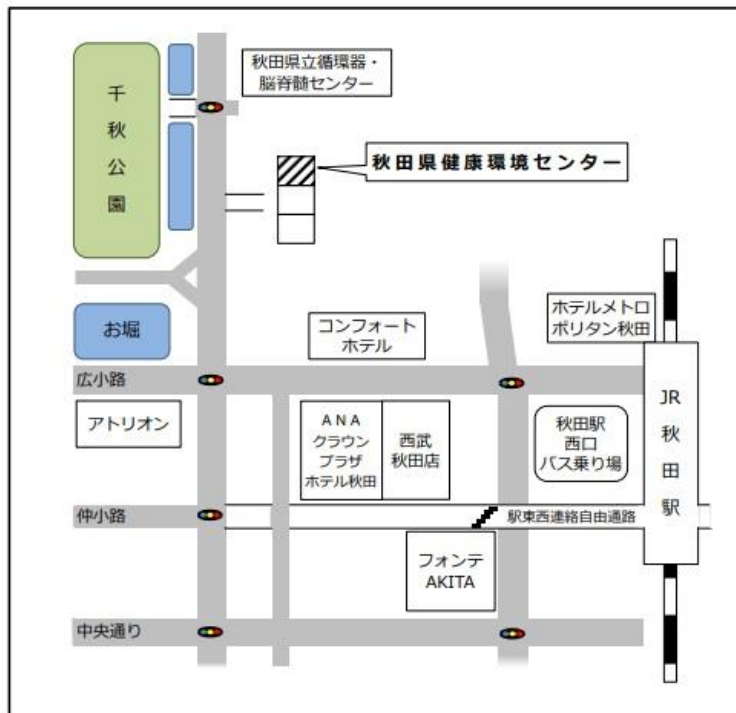 千秋公園
秋田県立循環器・
脳脊髄センター
秋田県健康環境センター
お堀
コンフォート
ホテル
ホテルメトロ
ポリタン秋田
広小路
アトリオン
ANA
クラウン
プラザ
ホテル秋田
西武
秋田店
秋田駅
西口
バス乗り場
JR秋田駅
仲小路
駅東西連絡自由通路
フォンテ
AKITA
中央通り